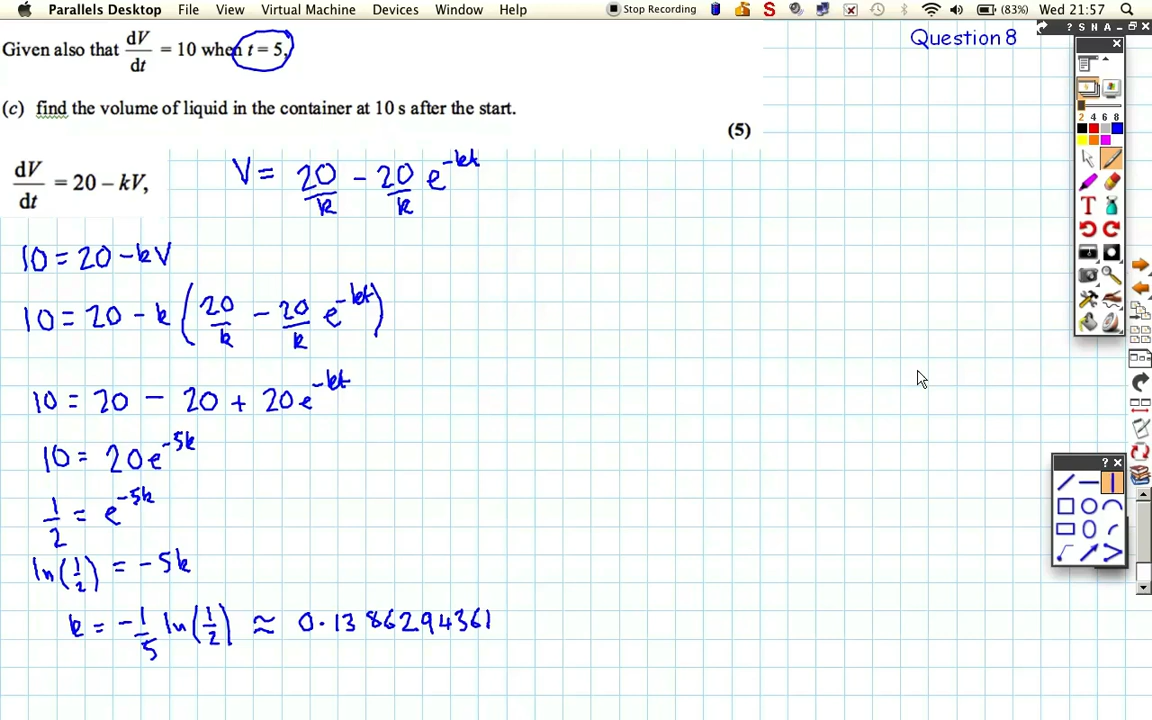 Parallels Desktop File View Virtual Machine Devices Window Help Stop Recording S (83%) Wed 21:57
Question 8
? S N A
Given also that dV/dt = 10 when t = 5,
(c) find the volume of liquid in the container at 10 s after the start.
(5)
2 4 6 8
dV/dt = 20 – kV,
V = 20/k − 20/k e^(-kt)
T
10 = 20 − kV
10 = 20 − k(20/k − 20/k e^(-kt))
10 = 20 − 20 + 20e^(-kt)
10 = 20e^(-5k)
?
1/2 = e^(-5k)
ln(1/2) = −5k
k = −1/5 ln(1/2) ≈ 0.1386294361